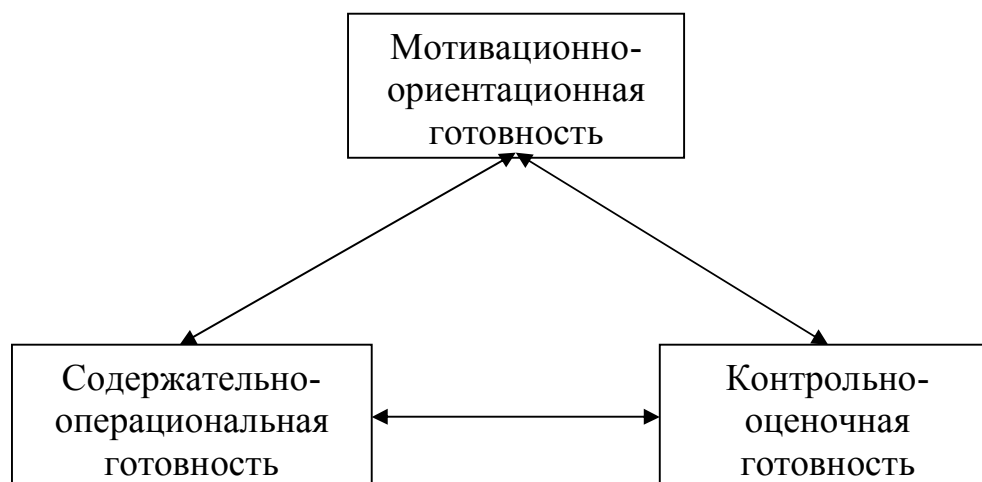 Мотивационно-
ориентационная
готовность
Содержательно-
операциональная
готовность
Контрольно-
оценочная
готовность